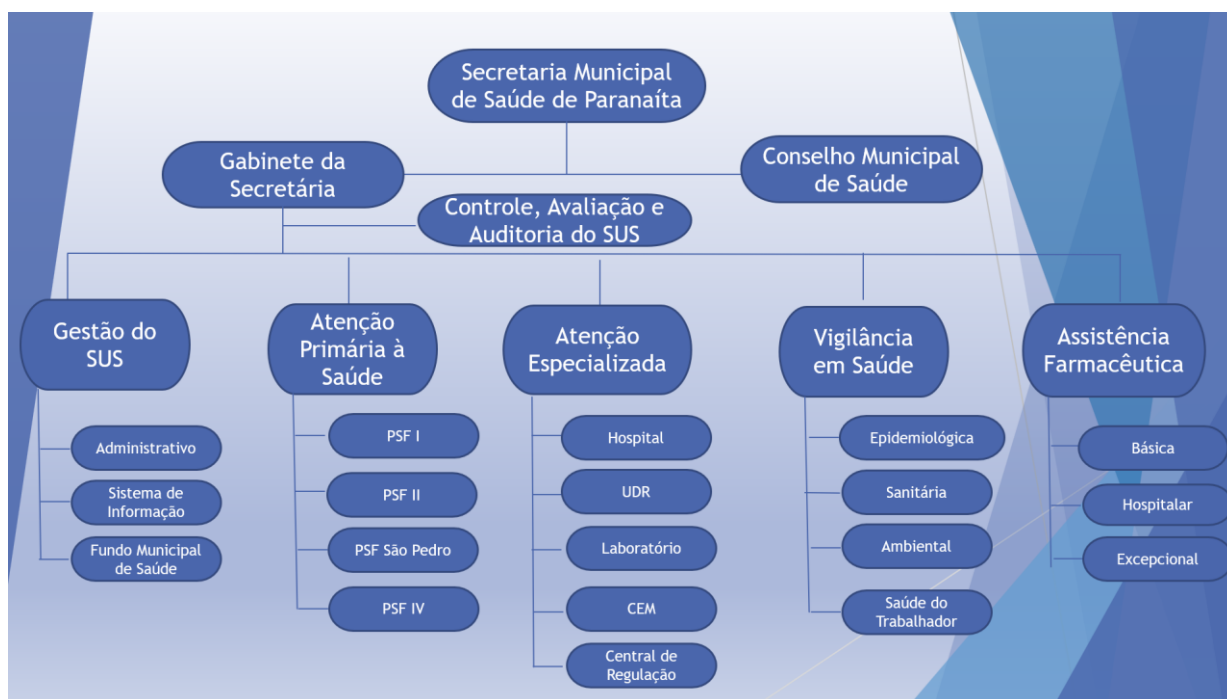 Secretaria Municipal
de Saúde de Paranaíta
Gabinete da
Secretária
Conselho Municipal
de Saúde
Controle, Avaliação e
Auditoria do SUS
Gestão do
SUS
Administrativo
Sistema de
Informação
Fundo Municipal
de Saúde
Atenção
Primária à
Saúde
PSF I
PSF II
PSF São Pedro
PSF IV
Atenção
Especializada
Hospital
UDR
Laboratório
CEM
Central de
Regulação
Vigilância
em Saúde
Epidemiológica
Sanitária
Ambiental
Saúde do
Trabalhador
Assistência
Farmacêutica
Básica
Hospitalar
Excepcional